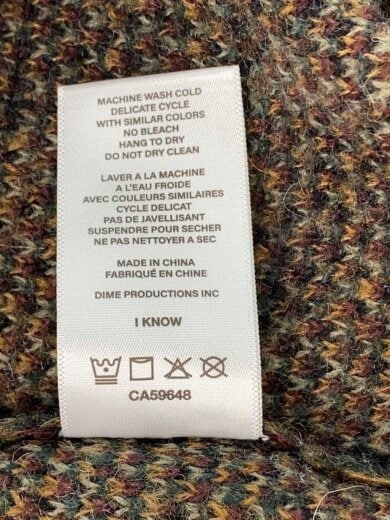 MACHINE WASH COLD
DELICATE CYCLE
WITH SIMILAR COLORS
NO BLEACH
HANG TO DRY
DO NOT DRY CLEAN
LAVER A LA MACHINE
A L'EAU FROIDE
AVEC COULEURS SIMILAIRES
CYCLE DELICAT
PAS DE JAVELLISANT
SUSPENDRE POUR SECHER
NE PAS NETTOYER A SEC
MADE IN CHINA
FABRIQUÉ EN CHINE
DIME PRODUCTIONS INC
I KNOW
CA59648